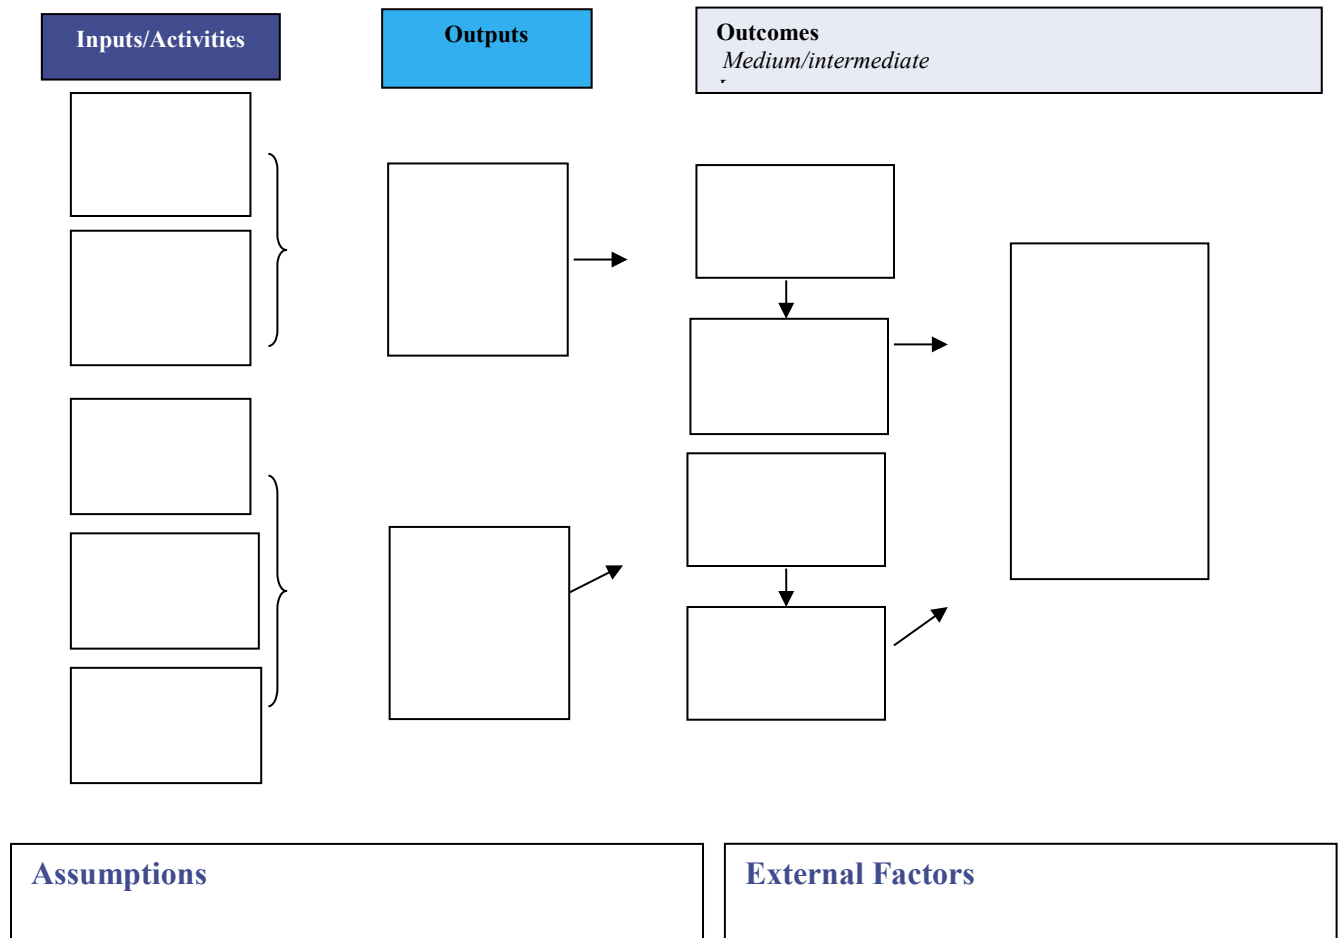 Inputs/Activities
Outputs
Outcomes
Medium/intermediate
Assumptions
External Factors